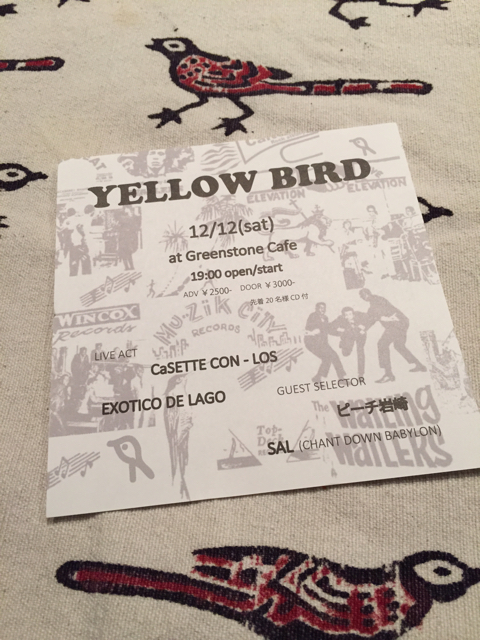 YELLOW BIRD
12/12(sat)
at Greenstone Cafe
19:00 open/start
ADV ¥2500- DOOR ¥3000-
先着20名様CD付
LIVE ACT
CaSETTE CON - LOS
EXOTICO DE LAGO
GUEST SELECTOR
ピーチ岩崎
SAL (CHANT DOWN BABYLON)
ELEVATION
ELEVATION
WINCOX
Records
Mu-Zik City
RECORDS
The Wailing
Wailers